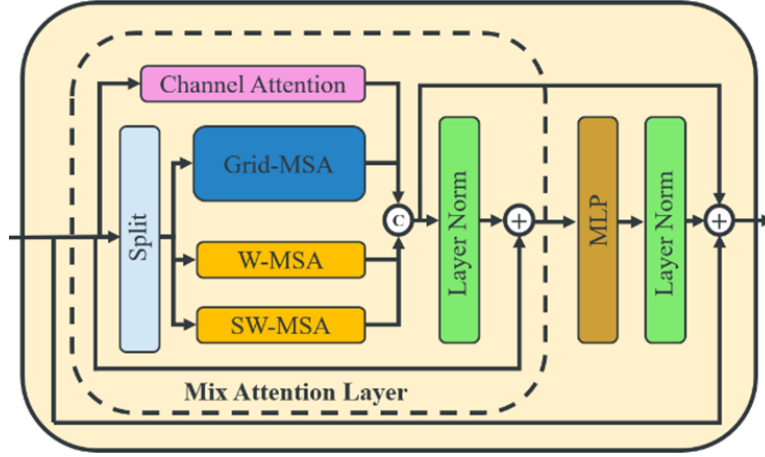 Channel Attention
Split
Grid-MSA
W-MSA
SW-MSA
C
Layer Norm
MLP
Layer Norm
Mix Attention Layer